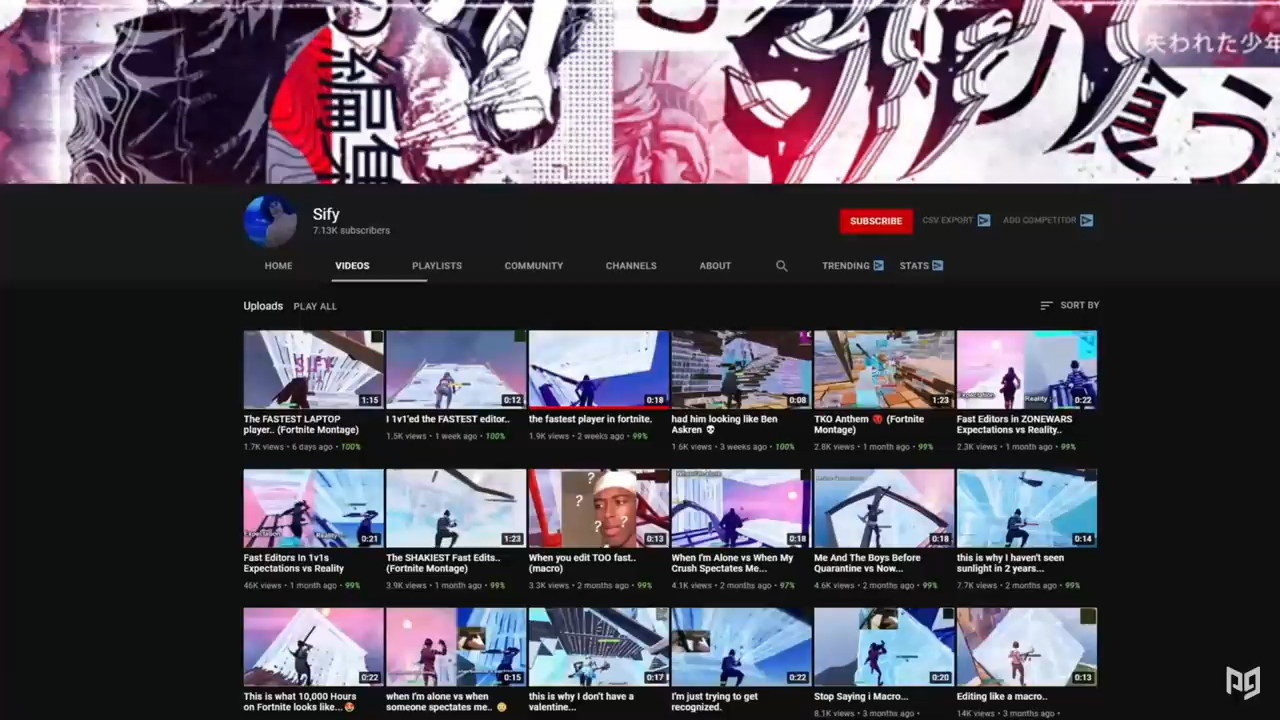 失われた少年
食う
Sify
7.13K subscribers
SUBSCRIBE
CSV EXPORT
ADD COMPETITOR
HOME
VIDEOS
PLAYLISTS
COMMUNITY
CHANNELS
ABOUT
TRENDING
STATS
Uploads PLAY ALL
SORT BY
SIFY
1:15
0:12
0:18
0:08
1:23
Expectation
Reality
0:22
The FASTEST LAPTOP
player.. (Fortnite Montage)
1.7K views • 6 days ago • 100%
I 1v1'ed the FASTEST editor..
1.5K views • 1 week ago • 100%
the fastest player in fortnite.
1.9K views • 2 weeks ago • 99%
had him looking like Ben
Askren 💀
1.6K views • 3 weeks ago • 100%
TKO Anthem 👹 (Fortnite
Montage)
2.8K views • 1 month ago • 99%
Fast Editors in ZONEWARS
Expectations vs Reality..
2.3K views • 1 month ago • 99%
Expectation
Reality
0:21
1:23
? ? ? ?
0:13
0:18
0:18
0:14
Fast Editors In 1v1s
Expectations vs Reality
46K views • 1 month ago • 99%
The SHAKIEST Fast Edits..
(Fortnite Montage)
3.9K views • 1 month ago • 99%
When you edit TOO fast..
(macro)
3.3K views • 2 months ago • 99%
When I'm Alone vs When My
Crush Spectates Me...
4.1K views • 2 months ago • 97%
Me And The Boys Before
Quarantine vs Now...
4.6K views • 2 months ago • 99%
this is why I haven't seen
sunlight in 2 years...
7.7K views • 2 months ago • 99%
0:22
0:15
0:17
0:22
0:20
0:13
This is what 10,000 Hours
on Fortnite looks like...😍
when I'm alone vs when
someone spectates me.. 😳
this is why I don't have a
valentine...
I'm just trying to get
recognized.
Stop Saying i Macro...
8.1K views • 3 months ago •
Editing like a macro..
14K views • 3 months ago •